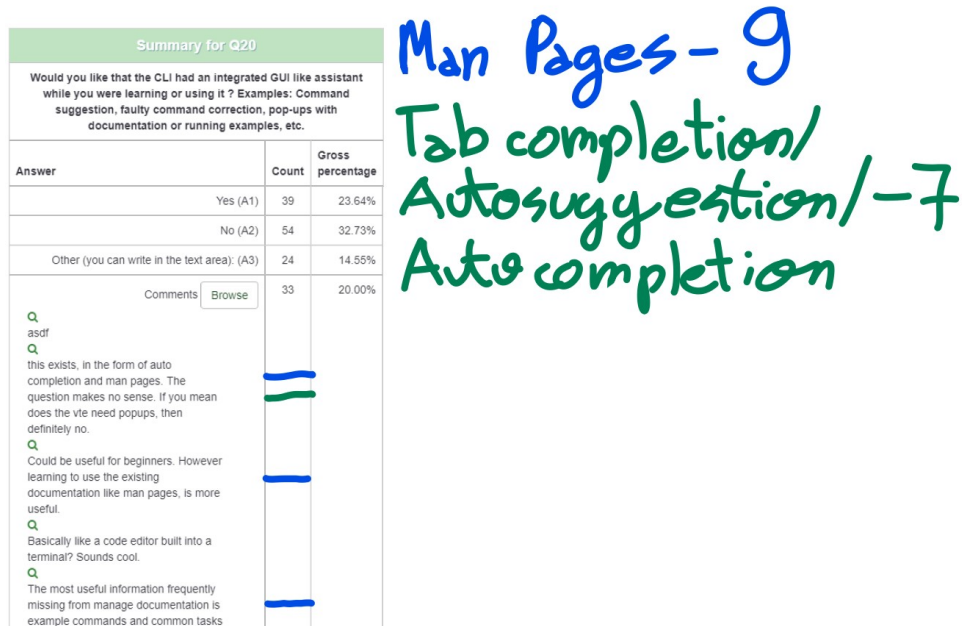 Summary for Q20
Would you like that the CLI had an integrated GUI like assistant
while you were learning or using it ? Examples: Command
suggestion, faulty command correction, pop-ups with
documentation or running examples, etc.
Answer Count Gross percentage
Yes (A1) 39 23.64%
No (A2) 54 32.73%
Other (you can write in the text area): (A3) 24 14.55%
Comments Browse 33 20.00%
asdf
this exists, in the form of auto
completion and man pages. The
question makes no sense. If you mean
does the vte need popups, then
definitely no.
Could be useful for beginners. However
learning to use the existing
documentation like man pages, is more
useful.
Basically like a code editor built into a
terminal? Sounds cool.
The most useful information frequently
missing from manage documentation is
example commands and common tasks
Man Pages - 9
Tab completion/
Autosuggestion/ - 7
Auto completion